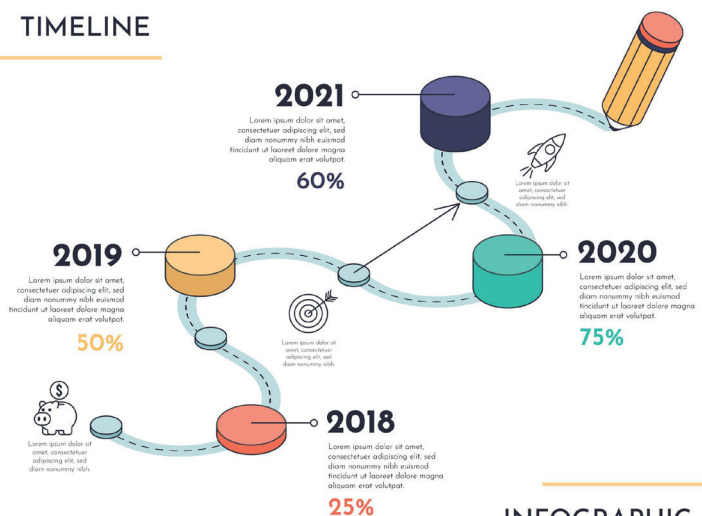 TIMELINE
2021
Lorem ipsum dolor sit amet,
consectetuer adipiscing elit, sed
diam nonummy nibh euismod
tincidunt ut laoreet dolore magna
aliquam erat volutpat.
60%
Lorem ipsum dolor sit
amet, consectetuer
adipiscing elit, sed
diam nonummy nibh
2019
Lorem ipsum dolor sit amet,
consectetuer adipiscing elit, sed
diam nonummy nibh euismod
tincidunt ut laoreet dolore magna
aliquam erat volutpat.
50%
2020
Lorem ipsum dolor sit amet,
consectetuer adipiscing elit, sed
diam nonummy nibh euismod
tincidunt ut laoreet dolore magna
aliquam erat volutpat.
75%
Lorem ipsum dolor sit
amet, consectetuer
adipiscing elit, sed
diam nonummy nibh
$
Lorem ipsum dolor sit
amet, consectetuer
adipiscing elit, sed
diam nonummy nibh.
2018
Lorem ipsum dolor sit amet,
consectetuer adipiscing elit, sed
diam nonummy nibh euismod
tincidunt ut laoreet dolore magna
aliquam erat volutpat.
25%
INFOGRAPHIC